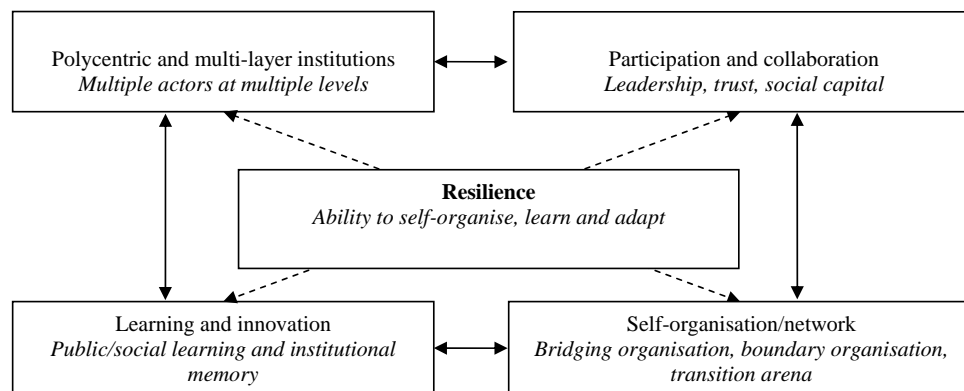 Polycentric and multi-layer institutions
Multiple actors at multiple levels
Participation and collaboration
Leadership, trust, social capital
Resilience
Ability to self-organise, learn and adapt
Learning and innovation
Public/social learning and institutional
memory
Self-organisation/network
Bridging organisation, boundary organisation,
transition arena